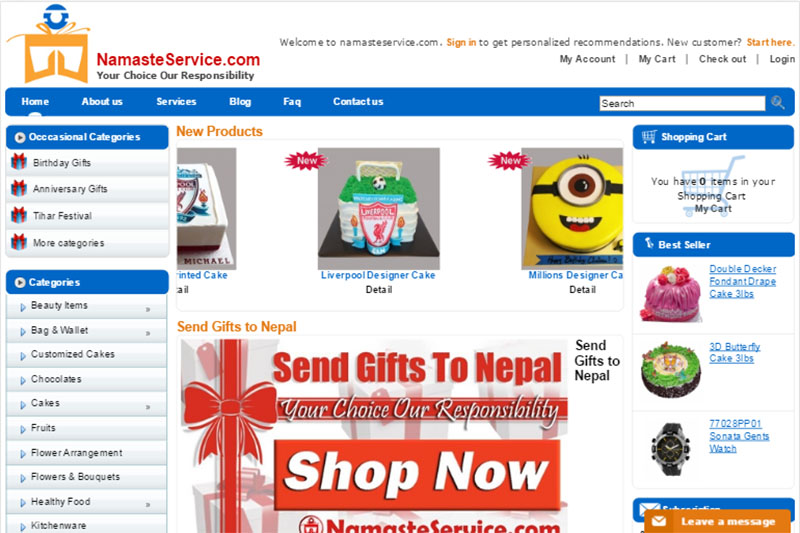 NamasteService.com
Your Choice Our Responsibility
Welcome to namasteservice.com. Sign in to get personalized recommendations. New customer? Start here.
My Account | My Cart | Check out | Login
Home
About us
Services
Blog
Faq
Contact us
Search
Occcasional Categories
Birthday Gifts
Anniversary Gifts
Tihar Festival
More categories
Categories
Beauty Items »
Bag & Wallet »
Customized Cakes
Chocolates
Cakes »
Fruits
Flower Arrangement
Flowers & Bouquets
Healthy Food »
Kitchenware
New Products
MICHAEL
rinted Cake
tail
New
LIVERPOOL
Liverpool Designer Cake
Detail
New
Millions Designer Ca
Detail
Send Gifts to Nepal
Send Gifts To Nepal
Your Choice Our Responsibility
Shop Now
NamasteService.com
Send
Gifts to
Nepal
Shopping Cart
You have 0 items in your
Shopping Cart
My Cart
Best Seller
Double Decker
Fondant Drape
Cake 3lbs
3D Butterfly
Cake 3lbs
77028PP01
Sonata Gents
Watch
Subscription
Leave a message